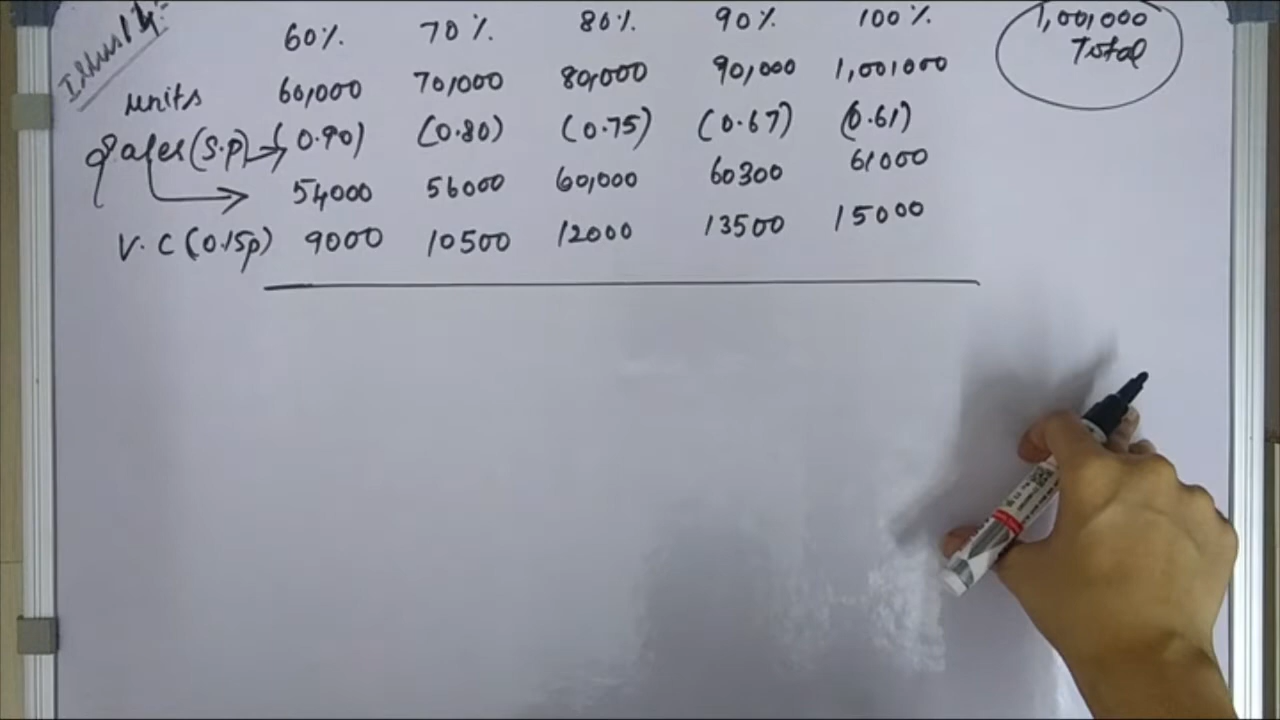 Illus 14:
60% 70% 80% 90% 100% 1,00,000
Total
units 60,000 70,000 80,000 90,000 1,00,000
Sales (S.P) → (0.90) (0.80) (0.75) (0.67) (0.61)
54000 56000 60,000 60300 61000
V.C (0.15p) 9000 10500 12000 13500 15000